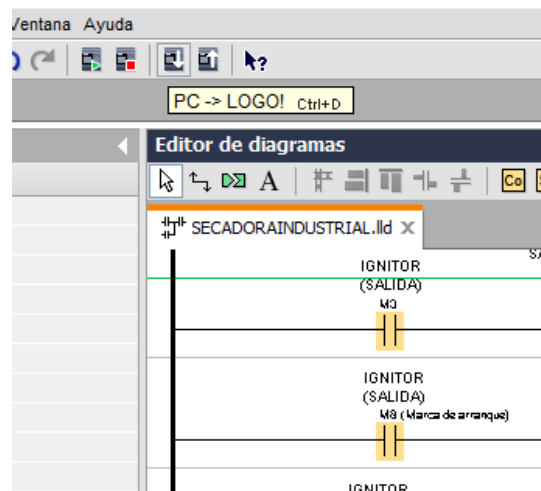 Ventana Ayuda
PC -> LOGO! Ctrl+D
Editor de diagramas
A
Co
SECADORAINDUSTRIAL.lld
IGNITOR
(SALIDA)
M3
IGNITOR
(SALIDA)
M8 (Marca de arranque)
IGNITOR